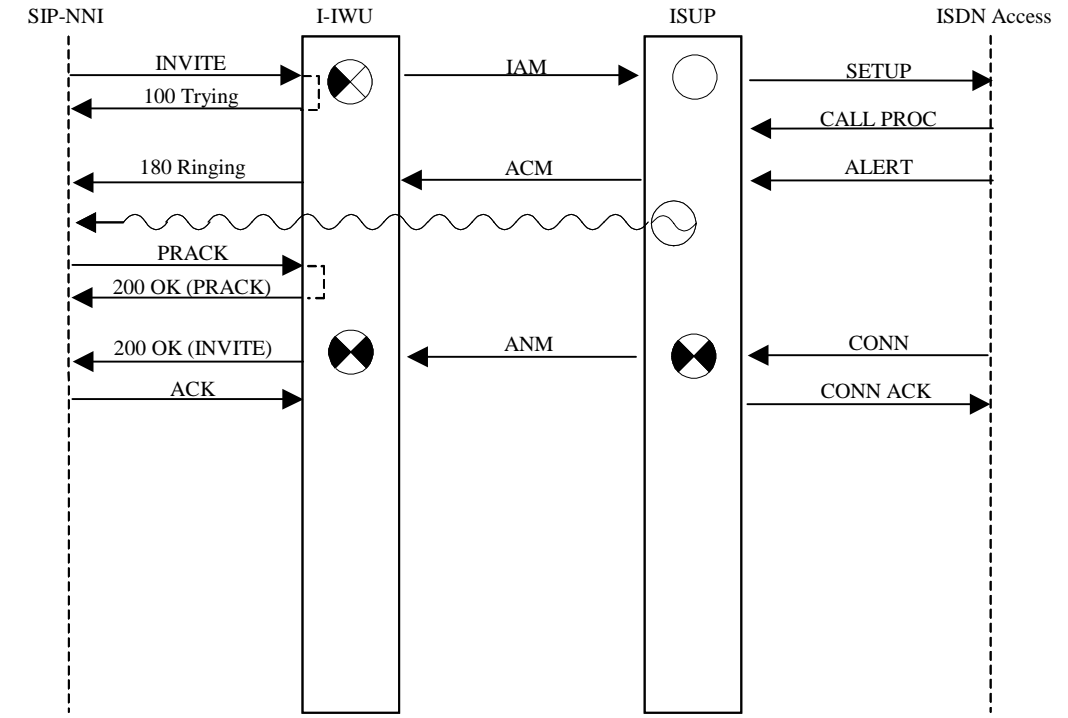 SIP-NNI
I-IWU
ISUP
ISDN Access
INVITE
IAM
SETUP
100 Trying
CALL PROC
180 Ringing
ACM
ALERT
PRACK
200 OK (PRACK)
200 OK (INVITE)
ANM
CONN
ACK
CONN ACK